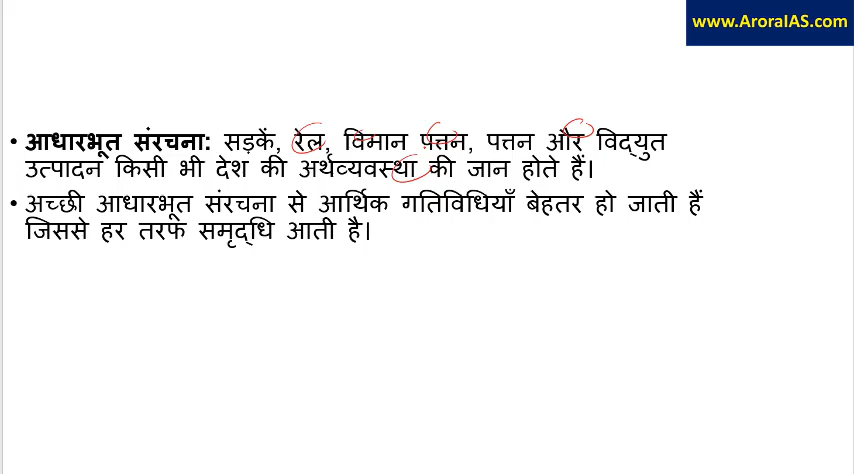 www.AroraIAS.com
• आधारभूत संरचना: सड़कें, रेल, विमान पत्तन, पत्तन और विद्युत
उत्पादन किसी भी देश की अर्थव्यवस्था की जान होते हैं।
• अच्छी आधारभूत संरचना से आर्थिक गतिविधियाँ बेहतर हो जाती हैं
जिससे हर तरफ समृद्धि आती है।